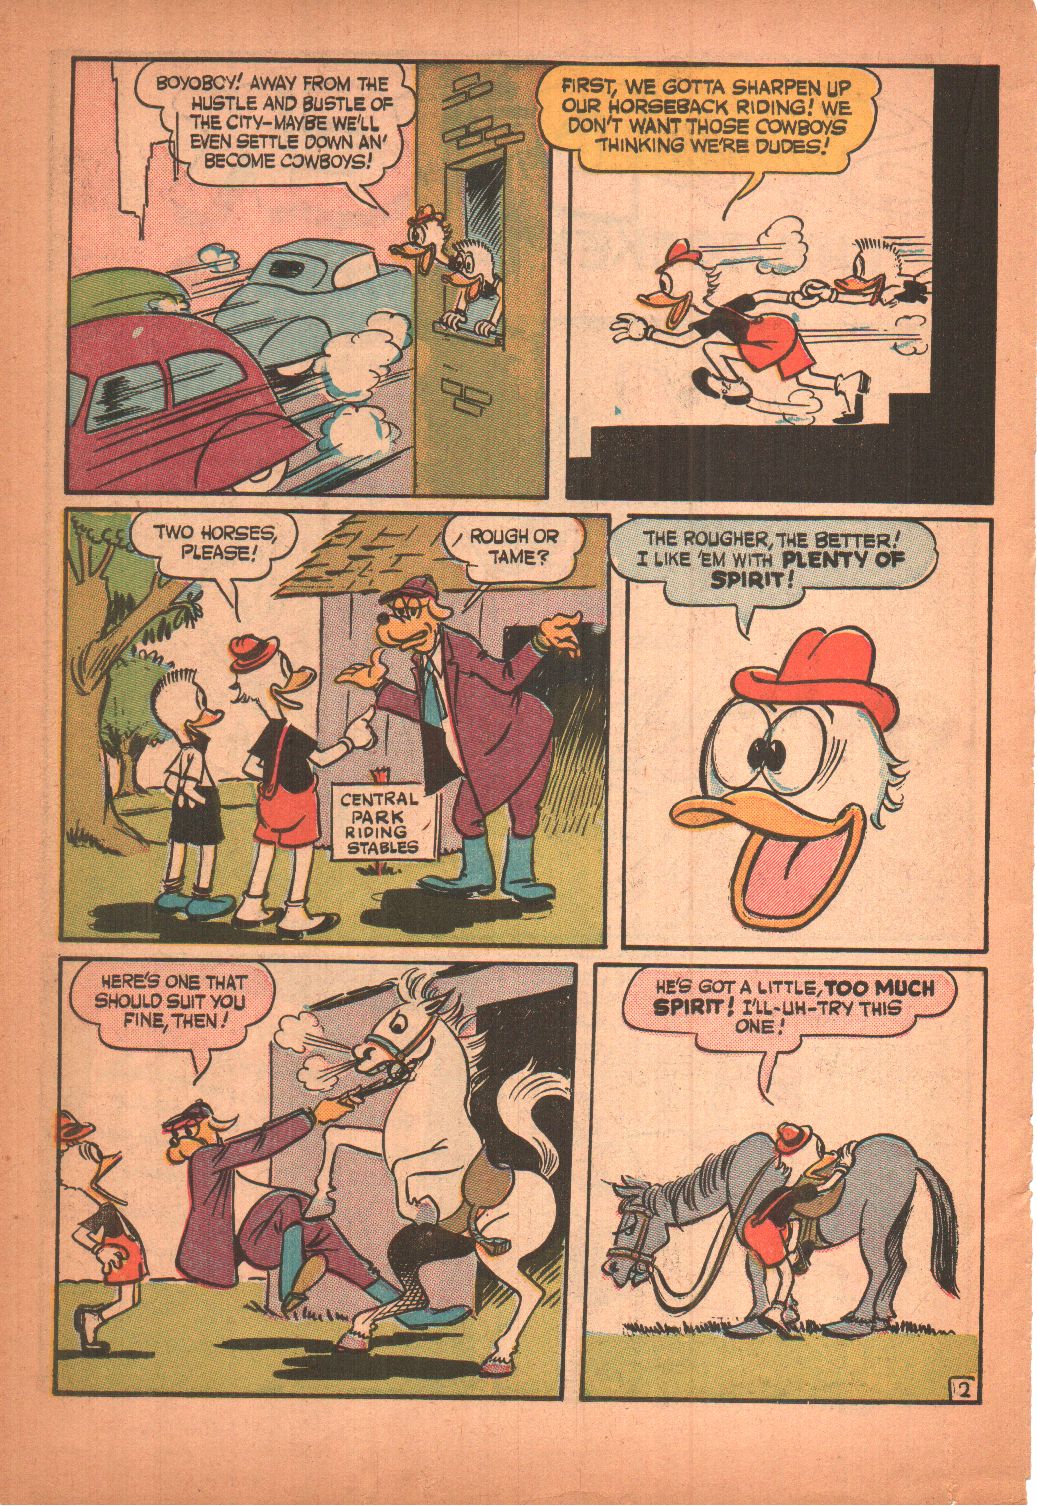 BOYOBOY! AWAY FROM THE
HUSTLE AND BUSTLE OF
THE CITY-MAYBE WE'LL
EVEN SETTLE DOWN AN'
BECOME COWBOYS!
FIRST, WE GOTTA SHARPEN UP
OUR HORSEBACK RIDING! WE
DON'T WANT THOSE COWBOYS
THINKING WE'RE DUDES!
TWO HORSES,
PLEASE!
ROUGH OR
TAME?
CENTRAL
PARK
RIDING
STABLES
THE ROUGHER, THE BETTER!
I LIKE 'EM WITH PLENTY OF
SPIRIT!
HERE'S ONE THAT
SHOULD SUIT YOU
FINE, THEN!
HE'S GOT A LITTLE, TOO MUCH
SPIRIT! I'LL-UH-TRY THIS
ONE!
2